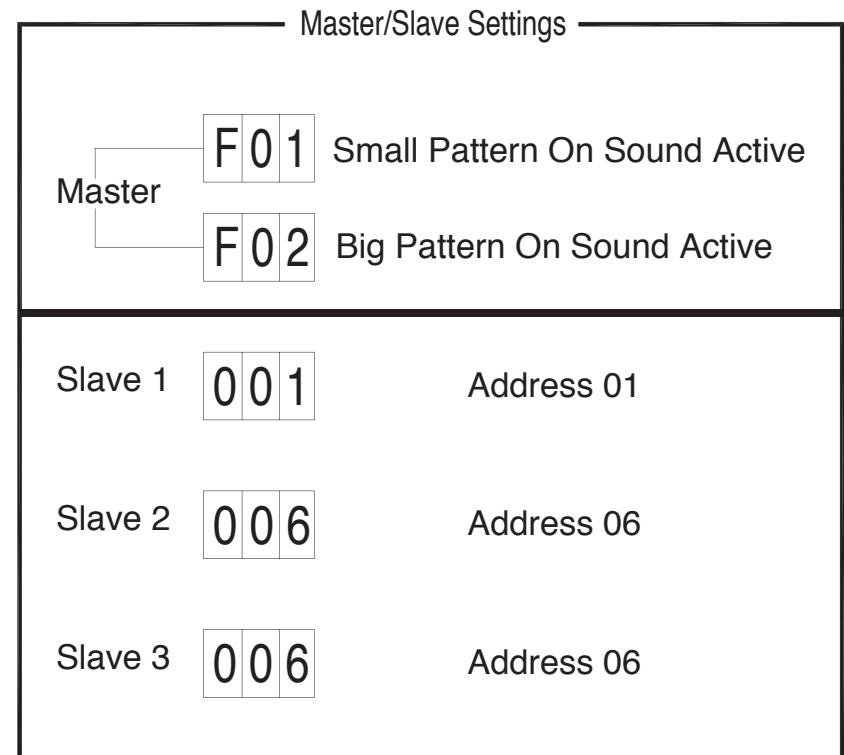 Master/Slave Settings
F01 Small Pattern On Sound Active
Master
F02 Big Pattern On Sound Active
Slave 1 001 Address 01
Slave 2 006 Address 06
Slave 3 006 Address 06